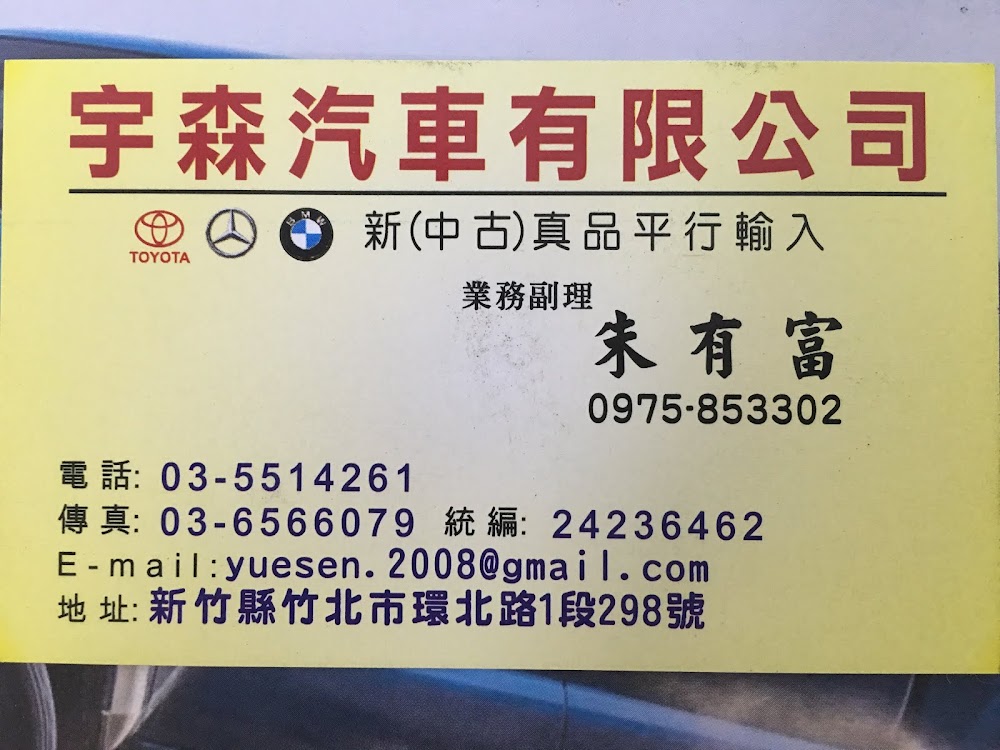 宇森汽車有限公司
TOYOTA BMW 新(中古)真品平行輸入
業務副理
朱有富
0975-853302
電話: 03-5514261
傳真: 03-6566079 統編: 24236462
E-mail:yuesen.2008@gmail.com
地址:新竹縣竹北市環北路1段298號